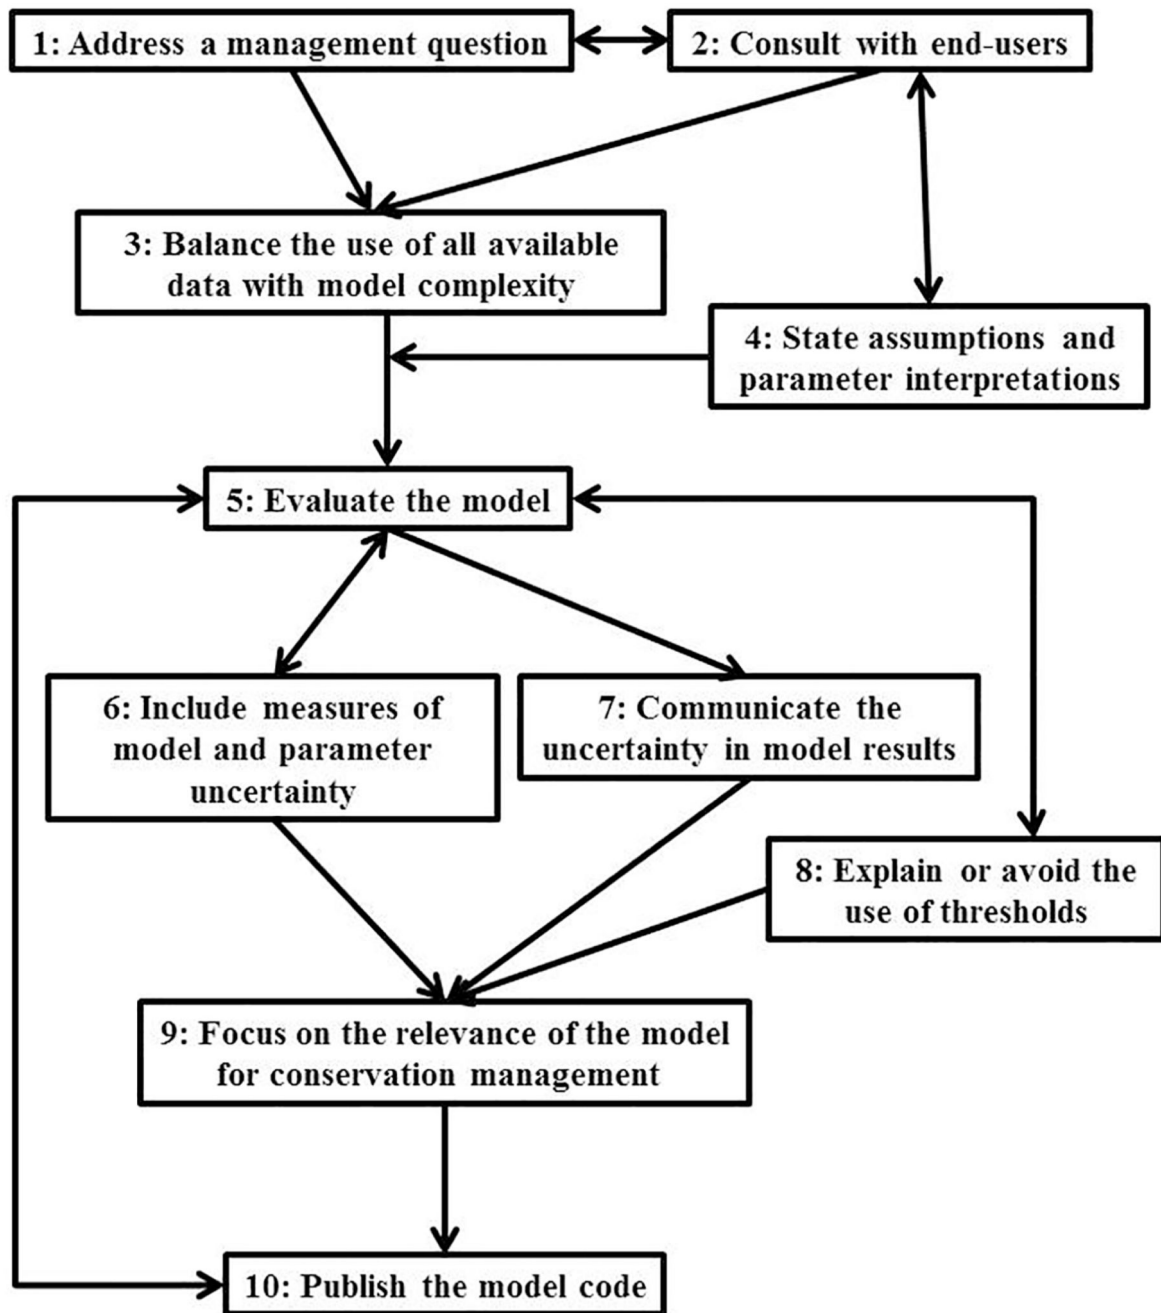 1: Address a management question
2: Consult with end-users
3: Balance the use of all available
data with model complexity
4: State assumptions and
parameter interpretations
5: Evaluate the model
6: Include measures of
model and parameter
uncertainty
7: Communicate the
uncertainty in model results
8: Explain or avoid the
use of thresholds
9: Focus on the relevance of the model
for conservation management
10: Publish the model code